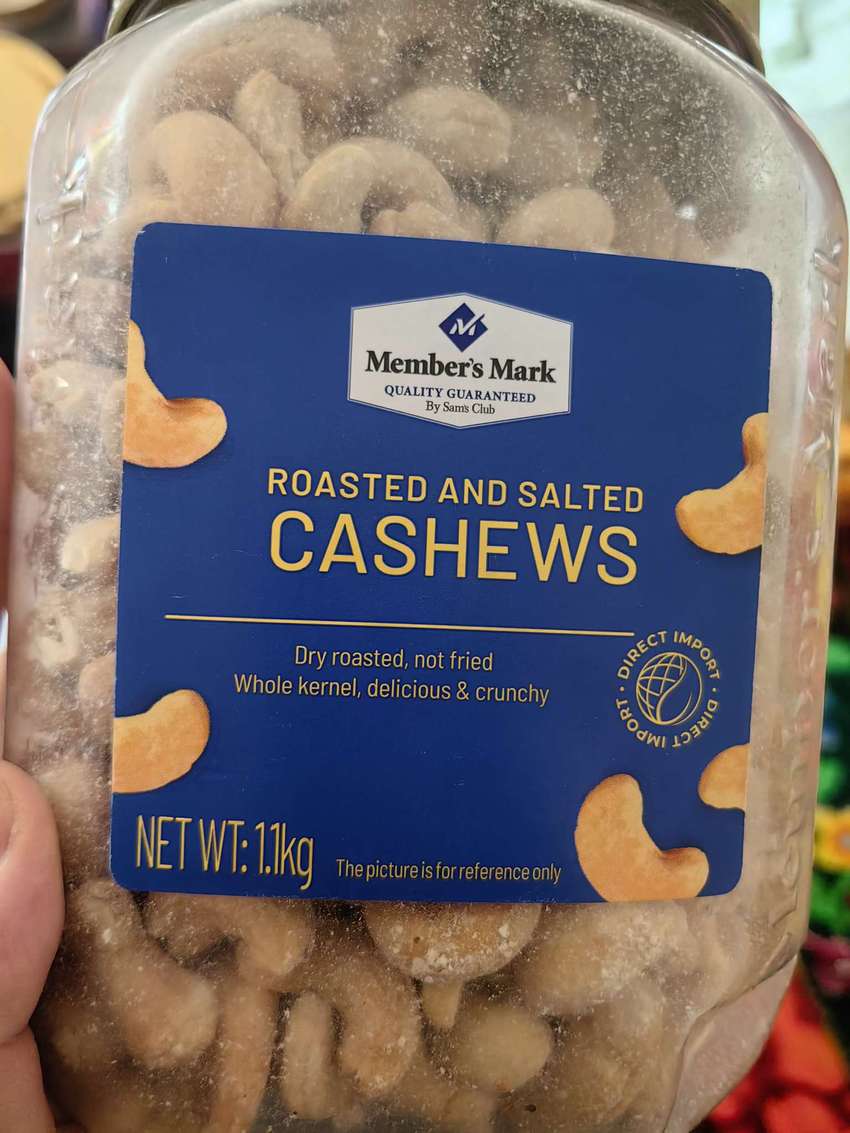 Member's Mark
QUALITY GUARANTEED
By Sam's Club
ROASTED AND SALTED
CASHEWS
Dry roasted, not fried
Whole kernel, delicious & crunchy
DIRECT IMPORT • DIRECT IMPORT •
NET WT: 1.1kg
The picture is for reference only